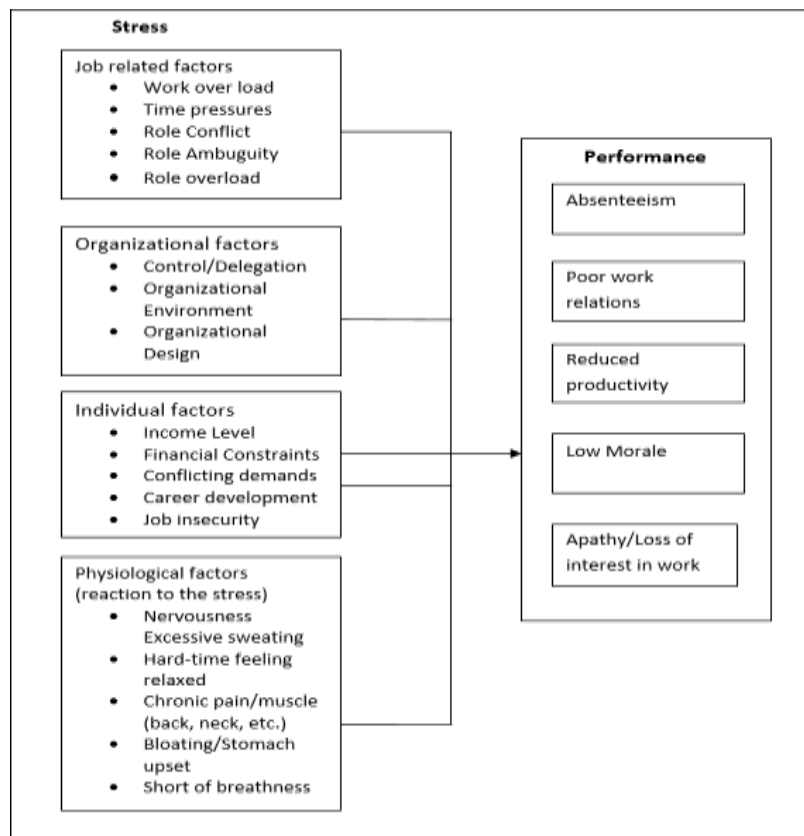 Stress
Job related factors
• Work over load
• Time pressures
• Role Conflict
• Role Ambuguity
• Role overload
Organizational factors
• Control/Delegation
• Organizational
Environment
• Organizational
Design
Individual factors
• Income Level
• Financial Constraints
• Conflicting demands
• Career development
• Job insecurity
Physiological factors
(reaction to the stress)
• Nervousness
Excessive sweating
• Hard-time feeling
relaxed
• Chronic pain/muscle
(back, neck, etc.)
• Bloating/Stomach
upset
• Short of breathness
Performance
Absenteeism
Poor work
relations
Reduced
productivity
Low Morale
Apathy/Loss of
interest in work